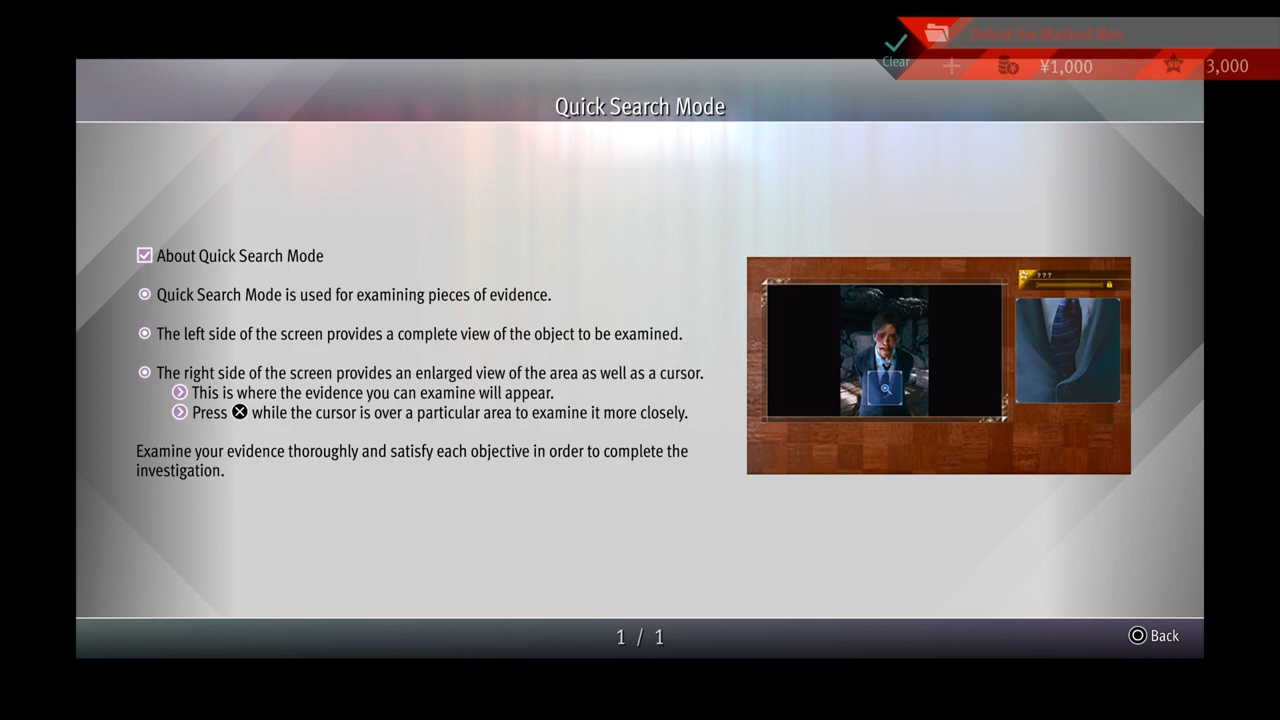 Defeat the Masked Men
Clear
¥1,000
3,000
Quick Search Mode
About Quick Search Mode
Quick Search Mode is used for examining pieces of evidence.
The left side of the screen provides a complete view of the object to be examined.
The right side of the screen provides an enlarged view of the area as well as a cursor.
This is where the evidence you can examine will appear.
Press ⓧ while the cursor is over a particular area to examine it more closely.
Examine your evidence thoroughly and satisfy each objective in order to complete the
investigation.
???
1 / 1
Back